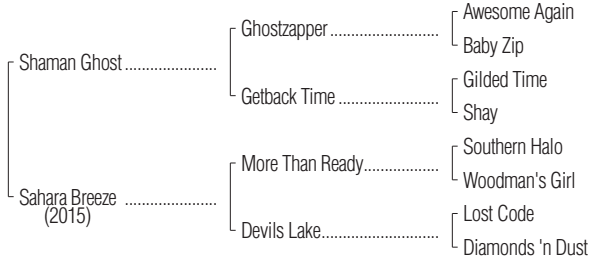 Awesome Again
Ghostzapper
Baby Zip
Shaman Ghost
Gilded Time
Getback Time
Shay
Southern Halo
More Than Ready
Woodman's Girl
Sahara Breeze
(2015)
Lost Code
Devils Lake
Diamonds 'n Dust